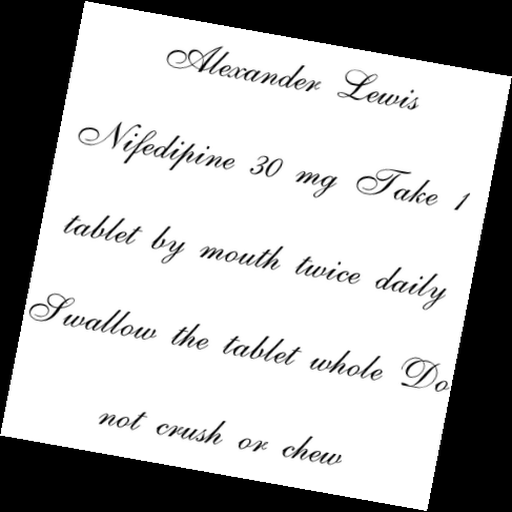 Alexander Lewis
Nifedipine 30 mg Take 1
tablet by mouth twice daily
Swallow the tablet whole Do
not crush or chew